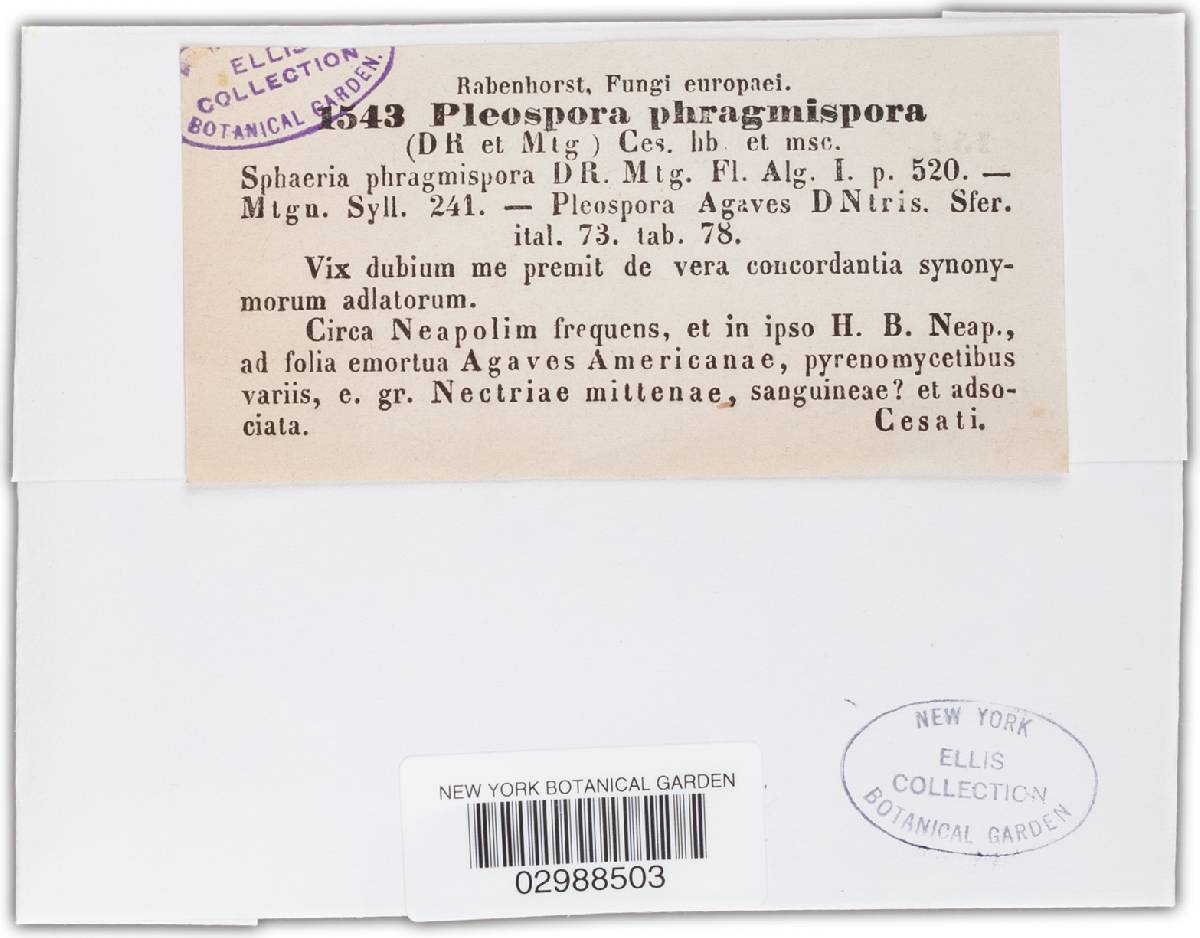 ELLIS
COLLECTION
BOTANICAL GARDEN.
Rabenhorst, Fungi europaei.
1543 Pleospora phragmispora
(DR et Mtg) Ces. hb. et msc.
Sphaeria phragmispora DR. Mtg. Fl. Alg. I. p. 520. —
Mtgn. Syll. 241. — Pleospora Agaves DNtris. Sfer.
ital. 73. tab. 78.
Vix dubium me premit de vera concordantia synony-
morum adlatorum.
Circa Neapolim frequens, et in ipso H. B. Neap.,
ad folia emortua Agaves Americanae, pyrenomycetibus
variis, e. gr. Nectriae mittenae, sanguineae? et adso-
ciata.
Cesati.
NEW YORK
ELLIS
COLLECTION
BOTANICAL GARDEN
NEW YORK BOTANICAL GARDEN
02988503